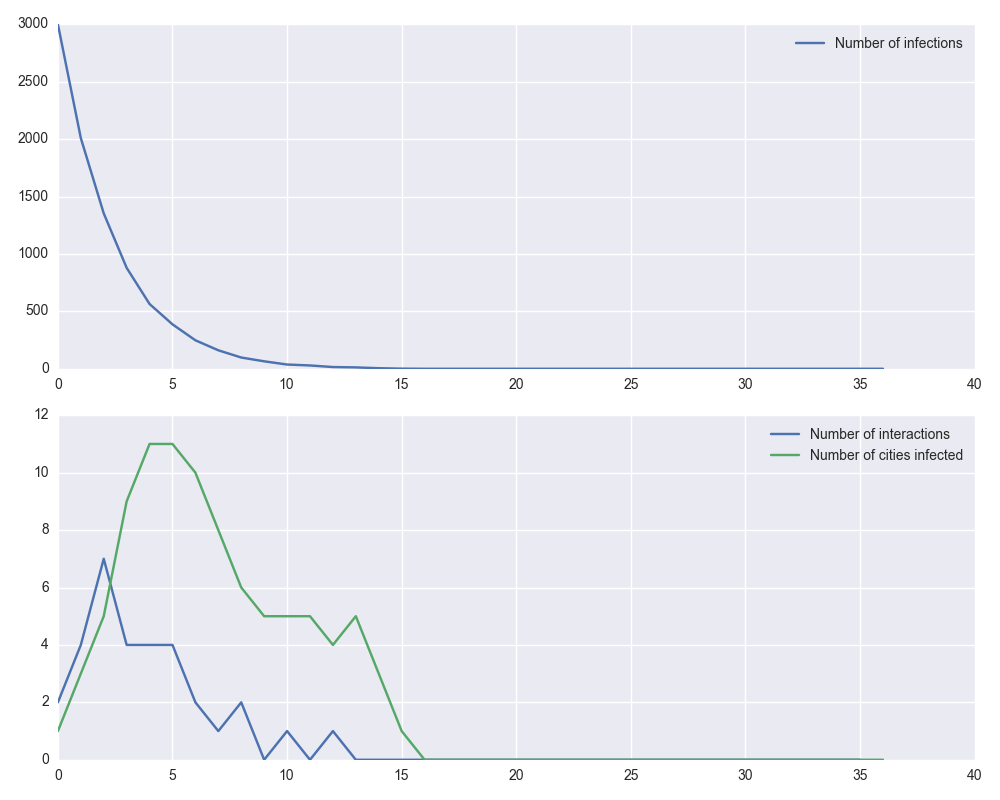 3000
Number of infections
2500
2000
1500
1000
500
0
0 5 10 15 20 25 30 35 40
12
Number of interactions
Number of cities infected
10
8
6
4
2
0
0 5 10 15 20 25 30 35 40